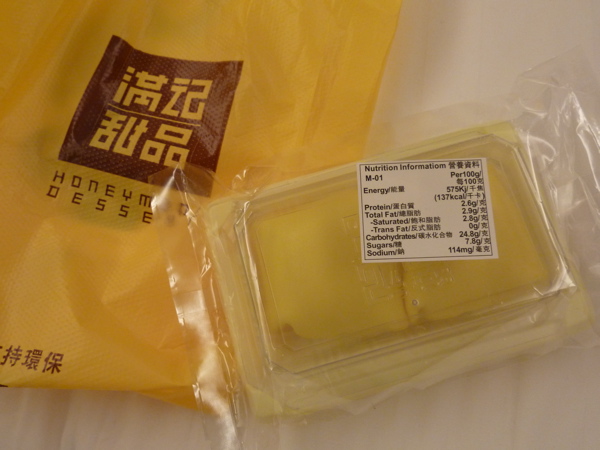 满记
甜品
HONEYM
DESSE
持環保
Nutrition Informatiom 營養資料
M-01
Per100g/
每100克
Energy/能量 575Kj/千焦
(137kcal/千卡)
Protein/蛋白質 2.6g/克
Total Fat/總脂肪 2.9g/克
-Saturated/飽和脂肪 2.8g/克
-Trans Fat/反式脂肪 0g/克
Carbohydrates/碳水化合物 24.8g/克
Sugars/糖 7.8g/克
Sodium/鈉 114mg/毫克